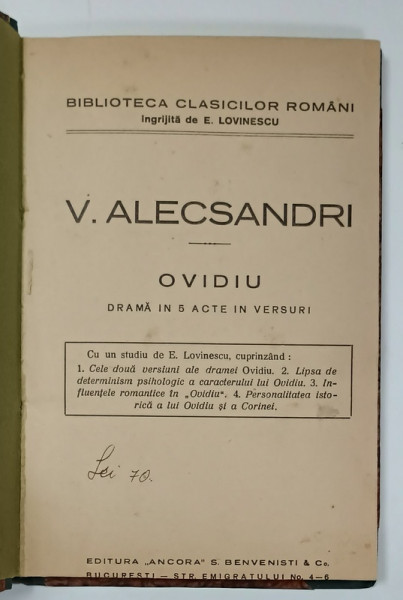 BIBLIOTECA CLASICILOR ROMÂNI
îngrijită de E. LOVINESCU
V. ALECSANDRI
OVIDIU
DRAMĂ IN 5 ACTE IN VERSURI
Cu un studiu de E. Lovinescu, cuprinzând :
1. Cele două versiuni ale dramei Ovidiu. 2. Lipsa de
determinism psihologic a caracterului lui Ovidiu. 3. In-
fluențele romantice în „Ovidiu". 4. Personalitatea isto-
rică a lui Ovidiu și a Corinei.
Lei 70.
EDITURA „ANCORA" S. BENVENISTI & Co.
BUCUREȘTI — STR. EMIGRATULUI No. 4—6